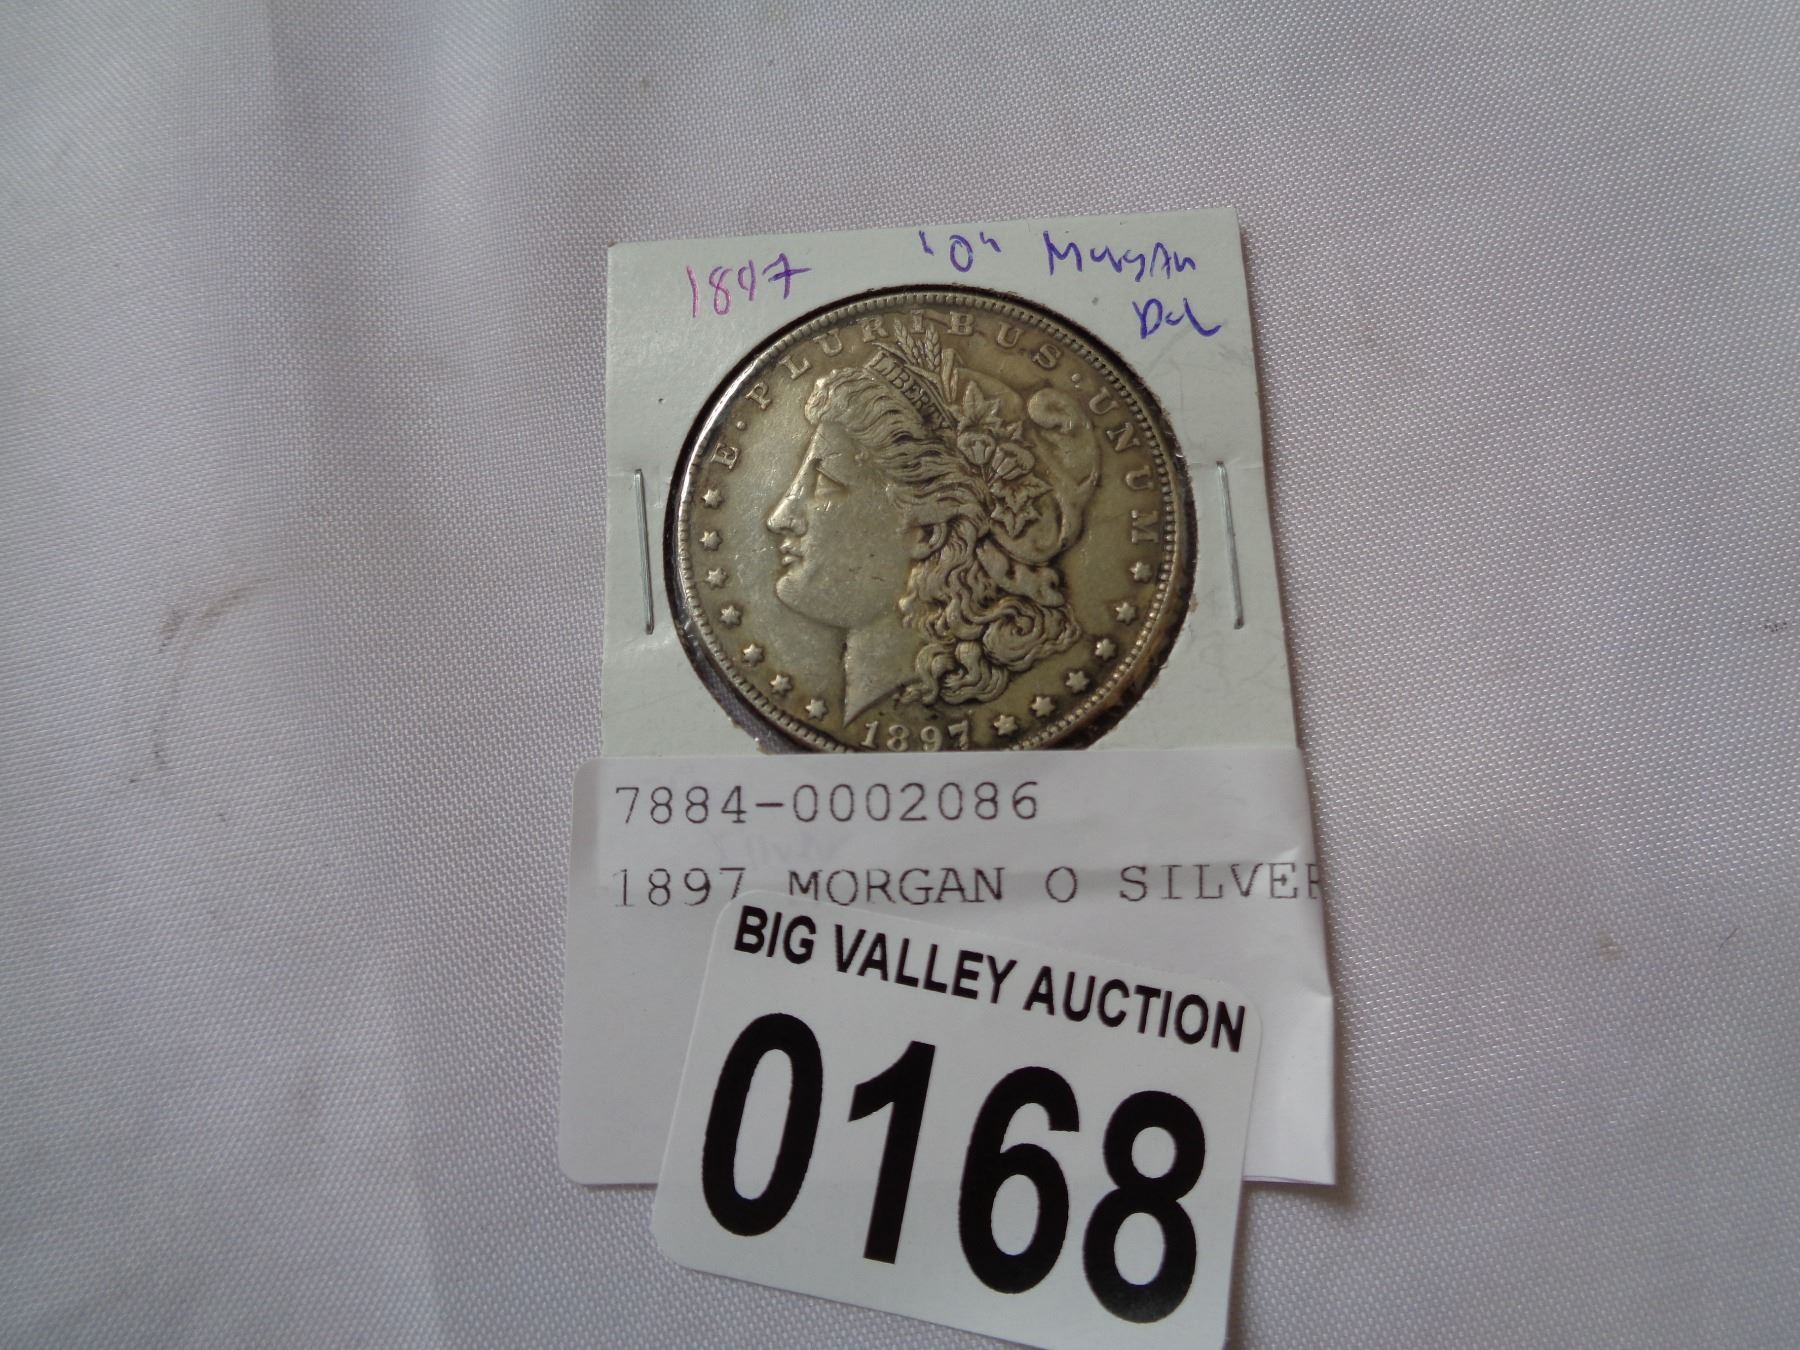 1897 "O" Morgan
Dol
E · PLURIBUS · UNUM
LIBERTY
1897
7884-0002086
1897 MORGAN O SILVER
BIG VALLEY AUCTION
0168